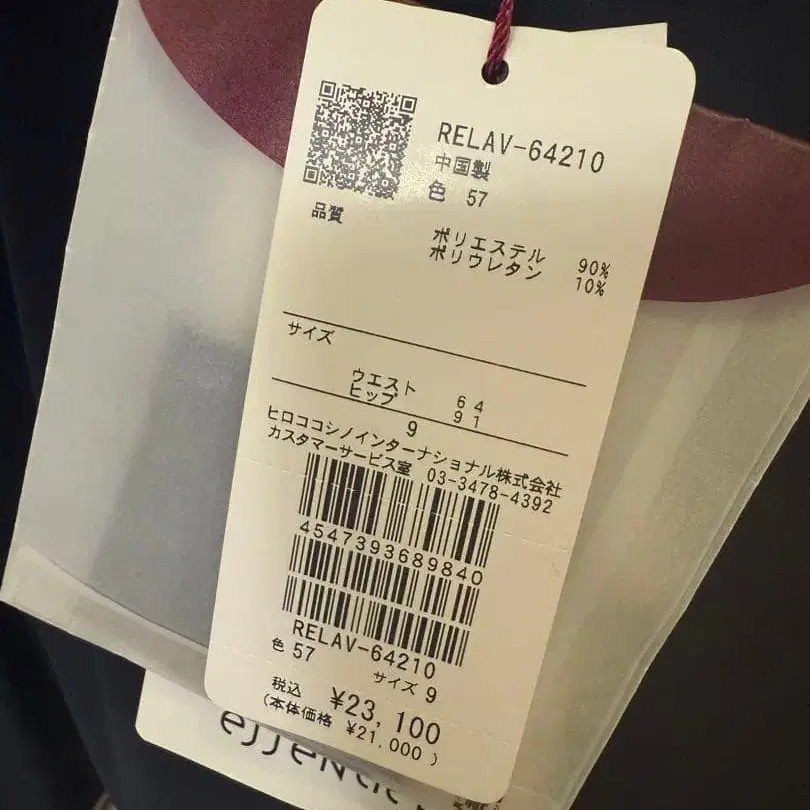 RELAV-64210
中国製
色 57
品質
ポリエステル 90%
ポリウレタン 10%
サイズ
ウエスト 64
ヒップ 91
9
ヒロココシノインターナショナル株式会社
カスタマーサービス室 03-3478-4392
4547393689840
RELAV-64210
色 57 サイズ 9
税込 ¥23,100
(本体価格 ¥21,000 )